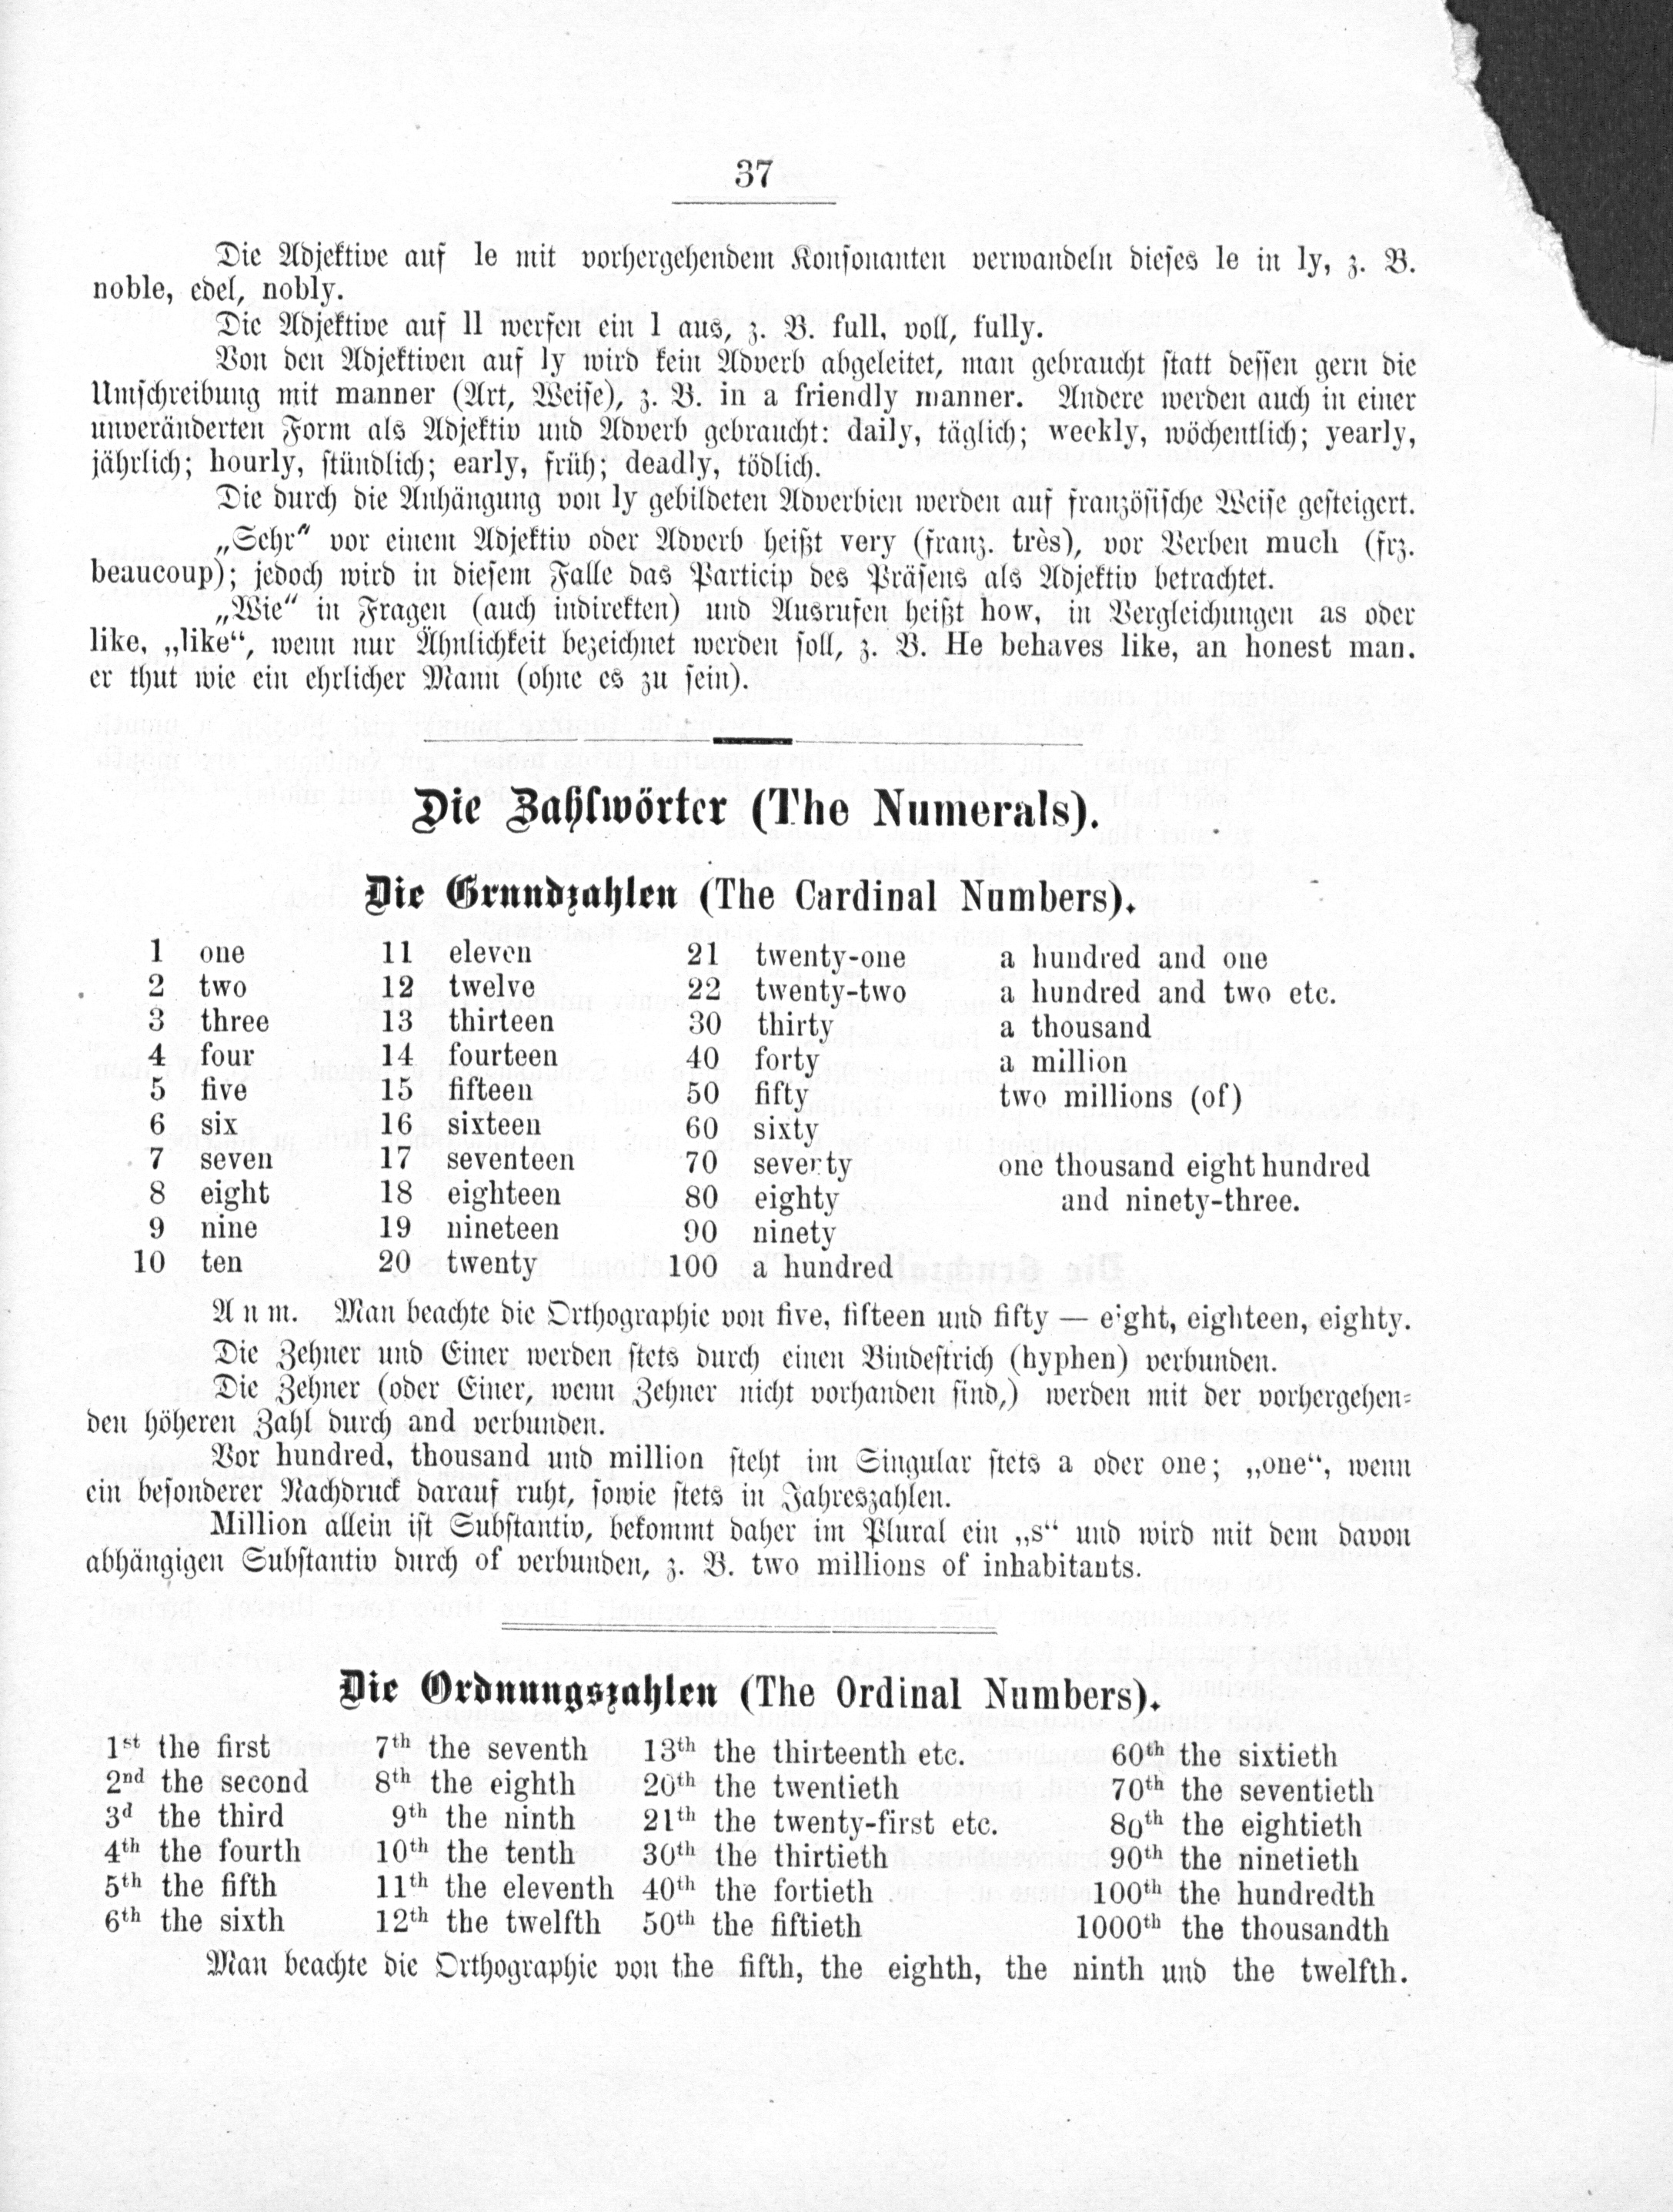 37
Die Adjektive auf le mit vorhergehendem Konsonanten verwandeln dieses le in ly, z. B.
noble, edel, nobly.
Die Adjektive auf ll werfen ein l aus, z. B. full, voll, fully.
Von den Adjektiven auf ly wird kein Adverb abgeleitet, man gebraucht statt dessen gern die
Umschreibung mit manner (Art, Weise), z. B. in a friendly manner. Andere werden auch in einer
unveränderten Form als Adjektiv und Adverb gebraucht: daily, täglich; weekly, wöchentlich; yearly,
jährlich; hourly, stündlich; early, früh; deadly, tödlich.
Die durch die Anhängung von ly gebildeten Adverbien werden auf französische Weise gesteigert.
„Sehr“ vor einem Adjektiv oder Adverb heißt very (franz. très), vor Verben much (frz.
beaucoup); jedoch wird in diesem Falle das Particip des Präsens als Adjektiv betrachtet.
„Wie“ in Fragen (auch indirekten) und Ausrufen heißt how, in Vergleichungen as oder
like, „like“, wenn nur Ähnlichkeit bezeichnet werden soll, z. B. He behaves like, an honest man.
er thut wie ein ehrlicher Mann (ohne es zu sein).
Die Zahlwörter (The Numerals).
Die Grundzahlen (The Cardinal Numbers).
1 one 11 eleven 21 twenty-one a hundred and one
2 two 12 twelve 22 twenty-two a hundred and two etc.
3 three 13 thirteen 30 thirty a thousand
4 four 14 fourteen 40 forty a million
5 five 15 fifteen 50 fifty two millions (of)
6 six 16 sixteen 60 sixty
7 seven 17 seventeen 70 seventy one thousand eight hundred
8 eight 18 eighteen 80 eighty and ninety-three.
9 nine 19 nineteen 90 ninety
10 ten 20 twenty 100 a hundred
Anm. Man beachte die Orthographie von five, fifteen und fifty — eight, eighteen, eighty.
Die Zehner und Einer werden stets durch einen Bindestrich (hyphen) verbunden.
Die Zehner (oder Einer, wenn Zehner nicht vorhanden sind,) werden mit der vorhergehen-
den höheren Zahl durch and verbunden.
Vor hundred, thousand und million steht im Singular stets a oder one; „one“, wenn
ein besonderer Nachdruck darauf ruht, sowie stets in Jahreszahlen.
Million allein ist Substantiv, bekommt daher im Plural ein „s“ und wird mit dem davon
abhängigen Substantiv durch of verbunden, z. B. two millions of inhabitants.
Die Ordnungszahlen (The Ordinal Numbers).
1st the first 7th the seventh 13th the thirteenth etc. 60th the sixtieth
2nd the second 8th the eighth 20th the twentieth 70th the seventieth
3d the third 9th the ninth 21th the twenty-first etc. 80th the eightieth
4th the fourth 10th the tenth 30th the thirtieth 90th the ninetieth
5th the fifth 11th the eleventh 40th the fortieth 100th the hundredth
6th the sixth 12th the twelfth 50th the fiftieth 1000th the thousandth
Man beachte die Orthographie von the fifth, the eighth, the ninth und the twelfth.